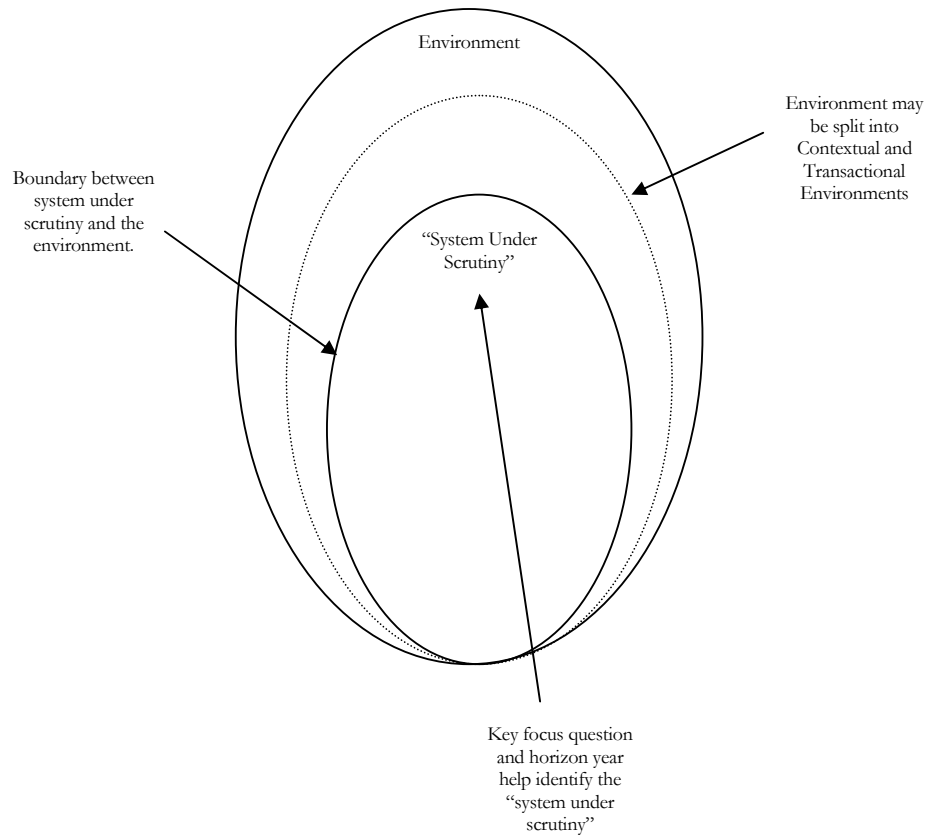 Environment
Environment may
be split into
Contextual and
Transactional
Environments
Boundary between
system under
scrutiny and the
environment.
“System Under
Scrutiny”
Key focus question
and horizon year
help identify the
“system under
scrutiny”